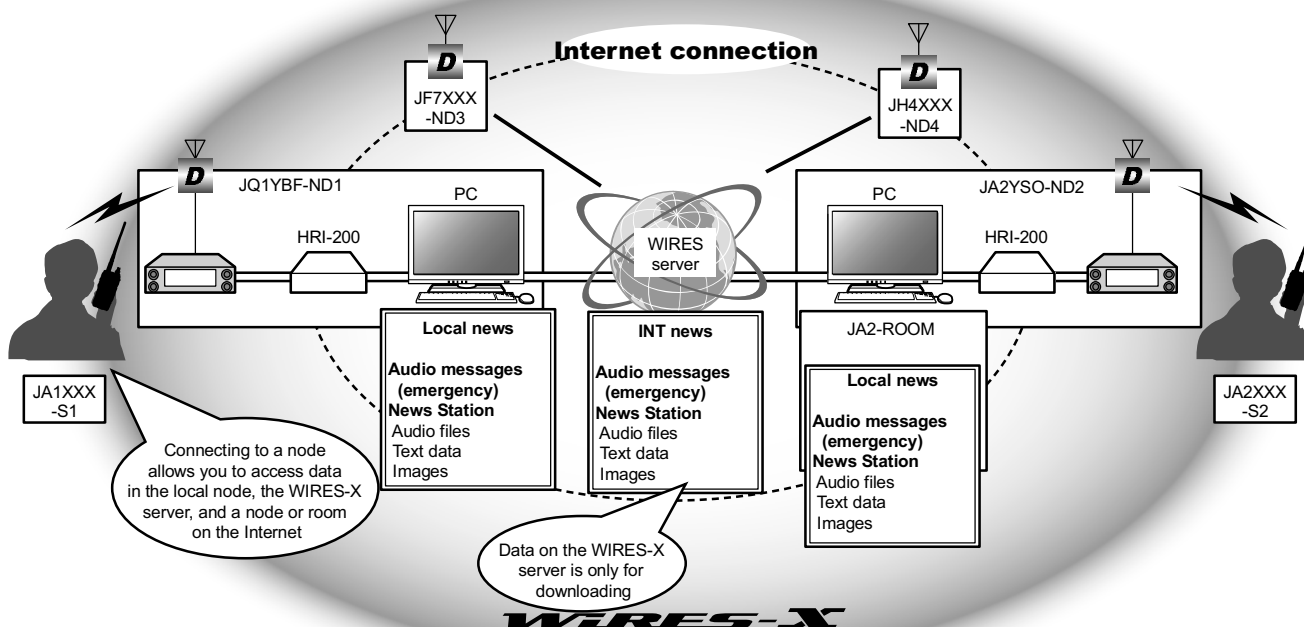 Internet connection
D
JF7XXX
-ND3
D
JH4XXX
-ND4
D
JQ1YBF-ND1
PC
HRI-200
WIRES
server
JA2YSO-ND2
D
PC
HRI-200
JA1XXX
-S1
JA2XXX
-S2
Local news
Audio messages
(emergency)
News Station
Audio files
Text data
Images
INT news
Audio messages
(emergency)
News Station
Audio files
Text data
Images
JA2-ROOM
Local news
Audio messages
(emergency)
News Station
Audio files
Text data
Images
Connecting to a node
allows you to access data
in the local node, the WIRES-X
server, and a node or room
on the Internet
Data on the WIRES-X
server is only for
downloading
WiRES-X